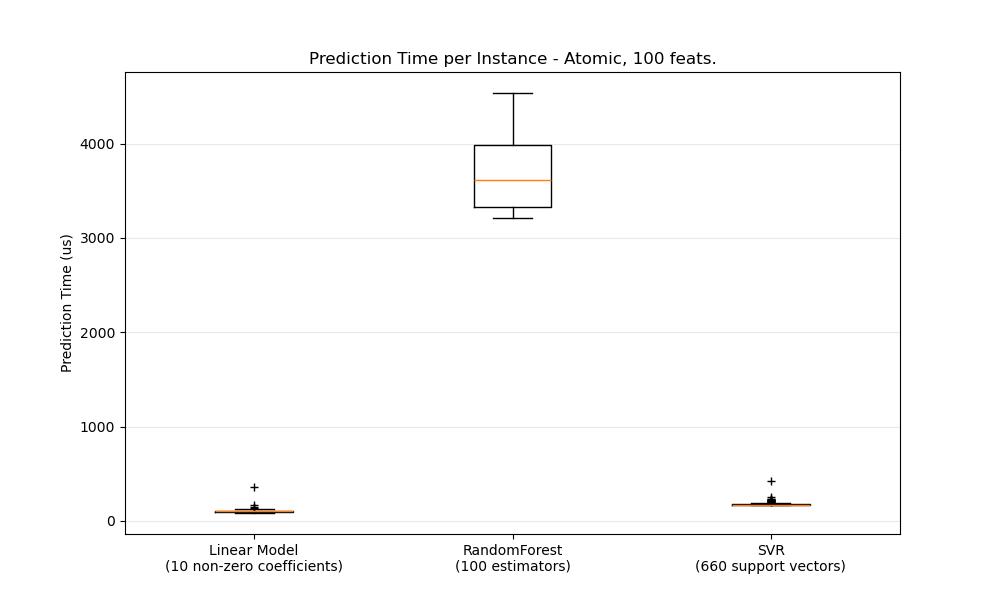 Prediction Time per Instance - Atomic, 100 feats.
Prediction Time (us)
4000
3000
2000
1000
0
Linear Model
(10 non-zero coefficients)
RandomForest
(100 estimators)
SVR
(660 support vectors)